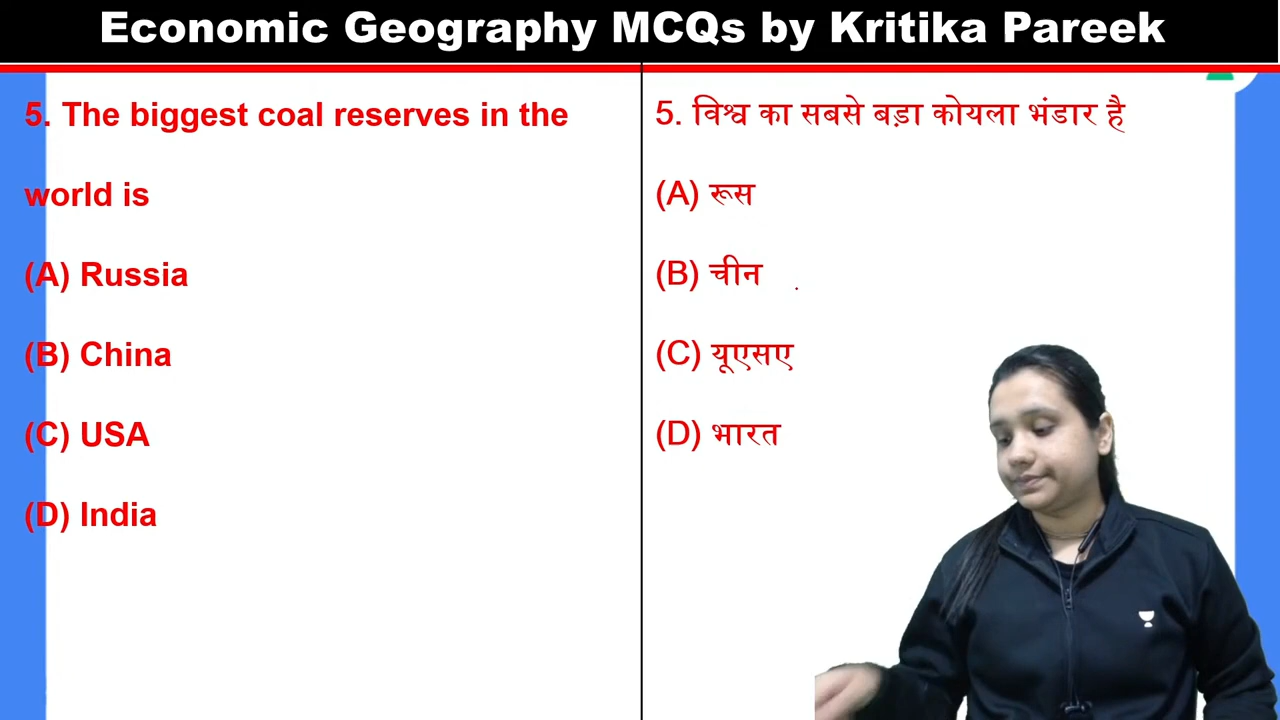 Economic Geography MCQs by Kritika Pareek
5. The biggest coal reserves in the
world is
(A) Russia
(B) China
(C) USA
(D) India
5. विश्व का सबसे बड़ा कोयला भंडार है
(A) रूस
(B) चीन
(C) यूएसए
(D) भारत